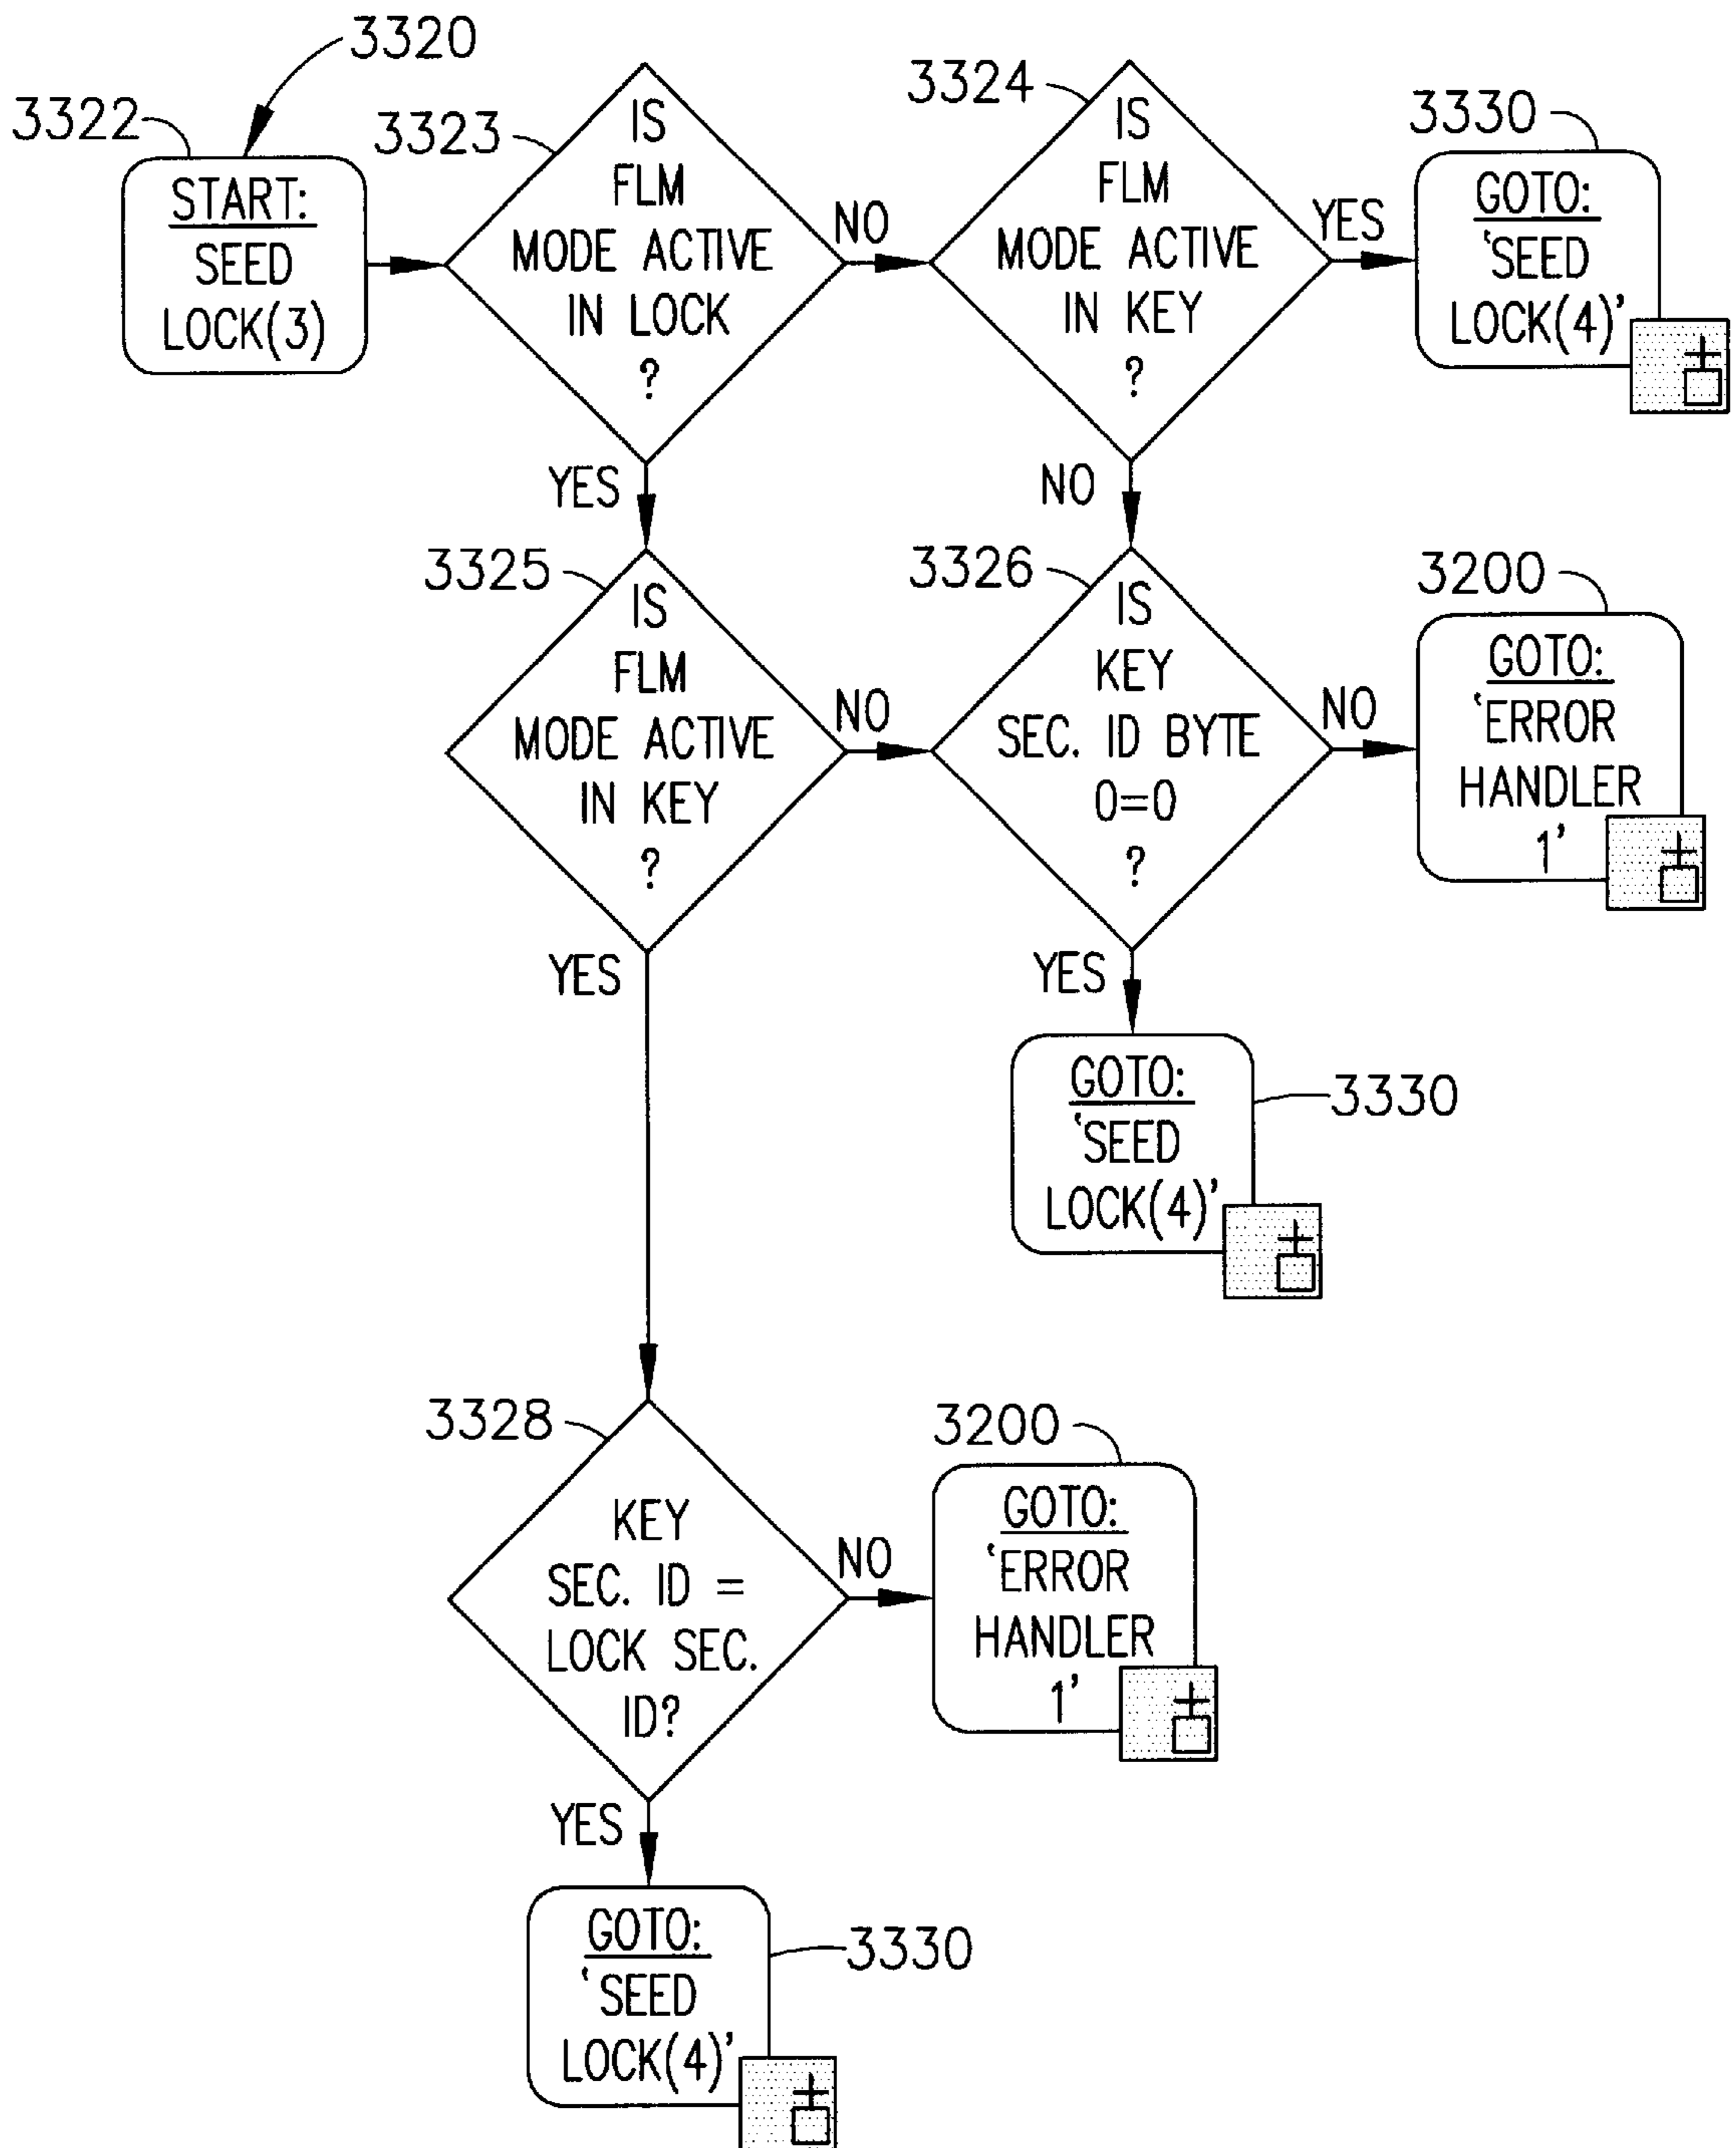 3320
3322
START:
SEED
LOCK(3)
3323
IS
FLM
MODE ACTIVE
IN LOCK
?
NO
YES
3324
IS
FLM
MODE ACTIVE
IN KEY
?
YES
NO
3330
GOTO:
'SEED
LOCK(4)'
3325
IS
FLM
MODE ACTIVE
IN KEY
?
NO
YES
3326
IS
KEY
SEC. ID BYTE
0=0
?
NO
YES
3200
GOTO:
'ERROR
HANDLER
1'
GOTO:
'SEED
LOCK(4)'
3330
3328
KEY
SEC. ID =
LOCK SEC.
ID?
NO
YES
3200
GOTO:
'ERROR
HANDLER
1'
GOTO:
'SEED
LOCK(4)'
3330